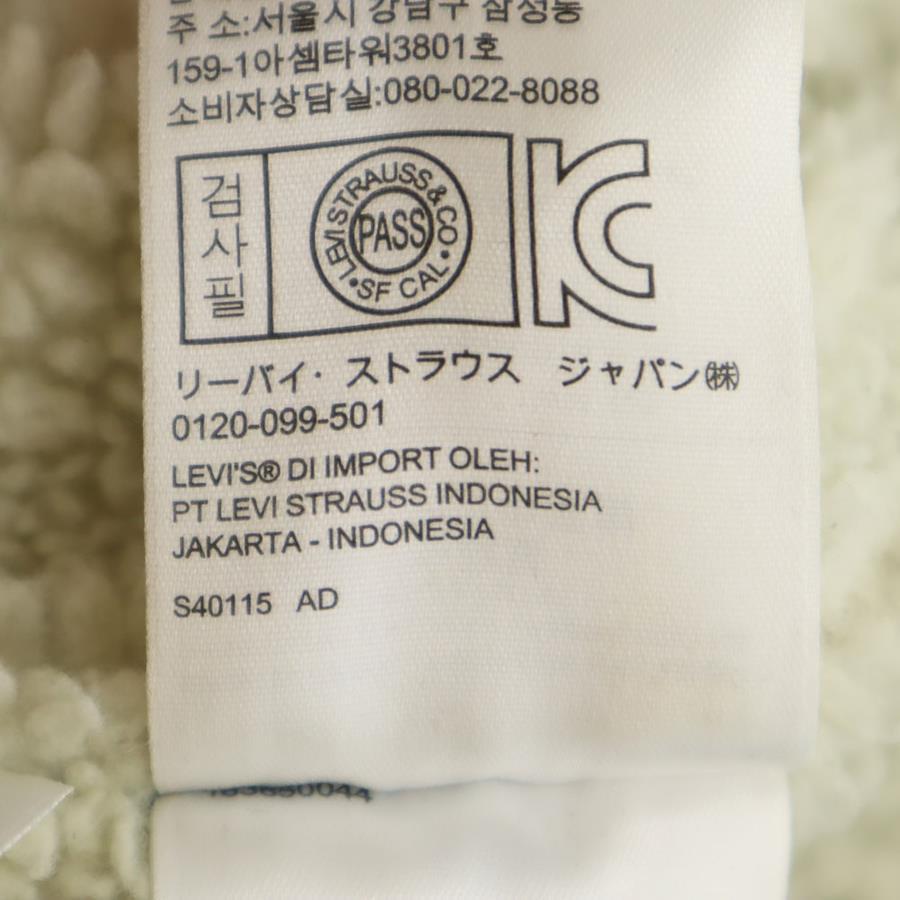 주 소:서울시 강남구 삼성동
159-1아셈타워3801호
소비자상담실:080-022-8088
검사필
LEVI STRAUSS & CO
PASS
SF CAL
リーバイ・ストラウス ジャパン㈱
0120-099-501
LEVI'S® DI IMPORT OLEH:
PT LEVI STRAUSS INDONESIA
JAKARTA - INDONESIA
S40115 AD